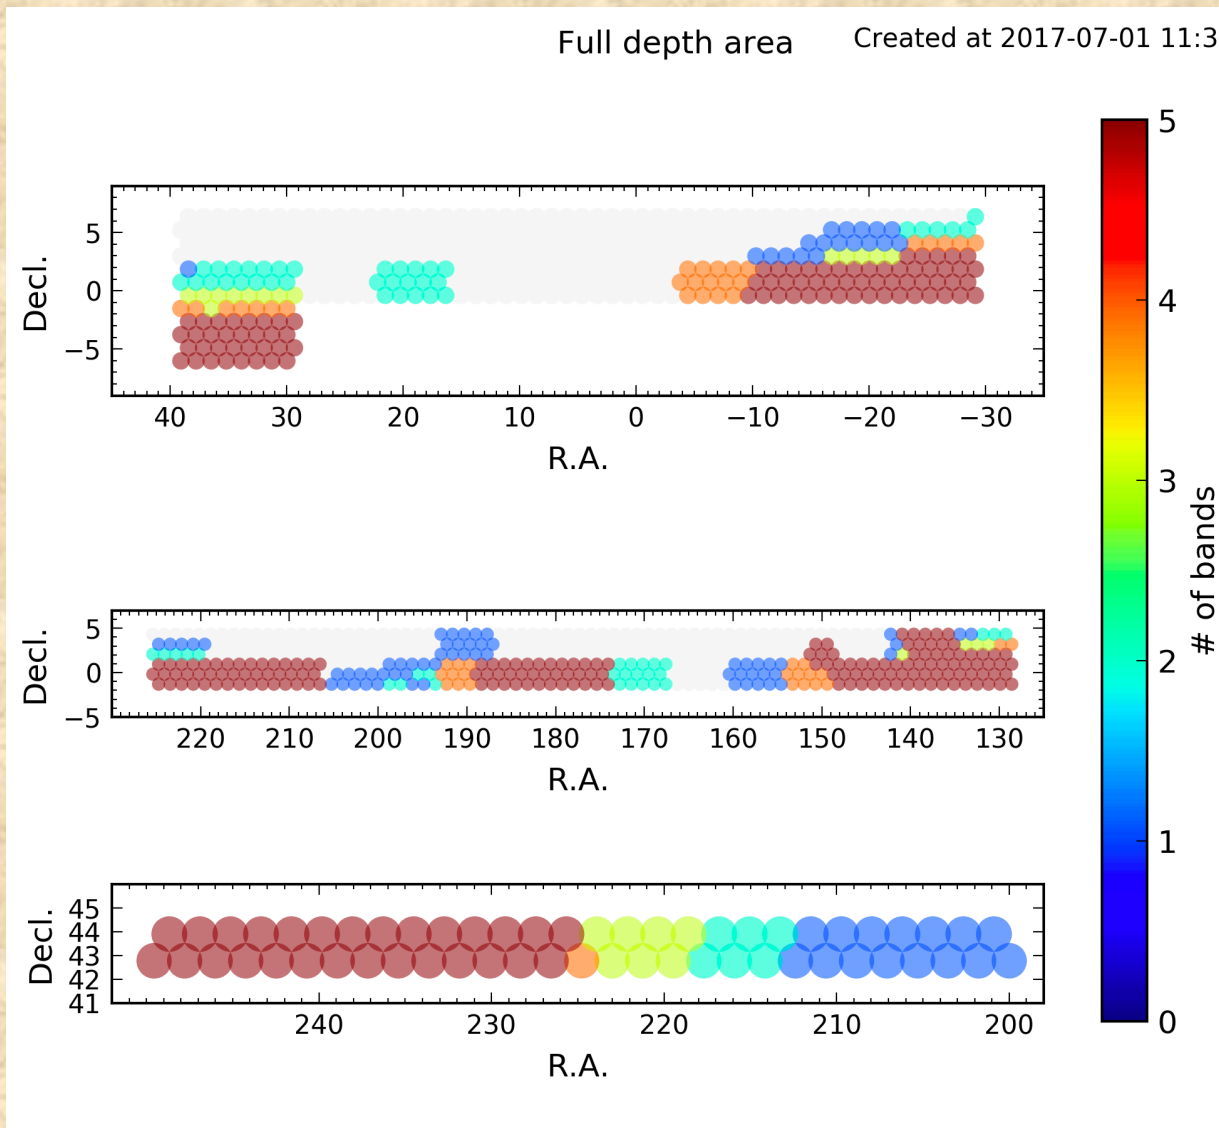 Full depth area
Created at 2017-07-01 11:3
5
0
−5
Decl.
40 30 20 10 0 −10 −20 −30
R.A.
5
0
−5
Decl.
220 210 200 190 180 170 160 150 140 130
R.A.
45
44
43
42
41
Decl.
240 230 220 210 200
R.A.
5
4
3
2
1
0
# of bands